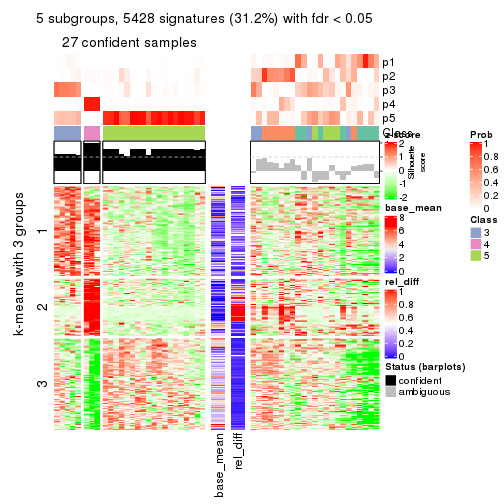 5 subgroups, 5428 signatures (31.2%) with fdr < 0.05
27 confident samples
p1
p2
p3
p4
p5
Class
k-means with 3 groups
1
2
3
base_mean
rel_diff
z-score
2
1
0
-1
-2
Silhouette
score
base_mean
8
6
4
2
0
rel_diff
1
0.8
0.6
0.4
0.2
0
Status (barplots)
confident
ambiguous
Prob
1
0.8
0.6
0.4
0.2
0
Class
3
4
5